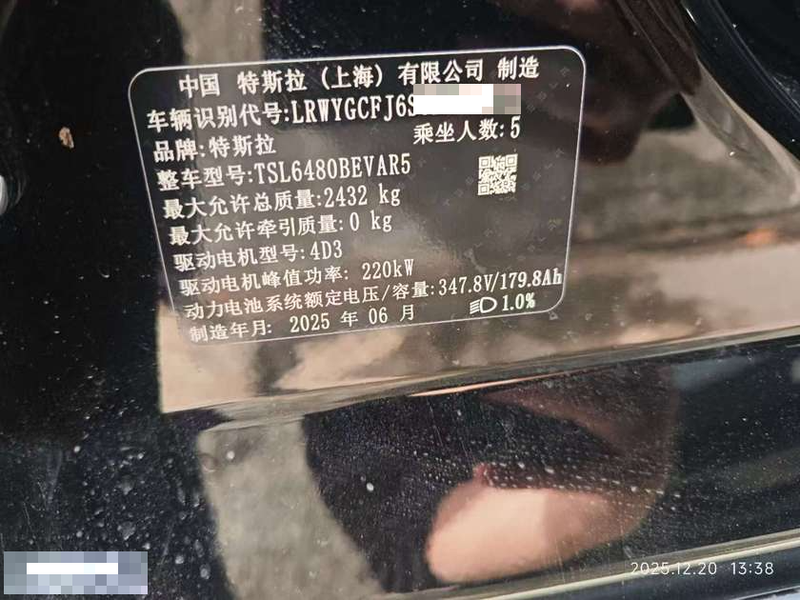 中国 特斯拉（上海）有限公司 制造
车辆识别代号:LRWYGCFJ6S
品牌:特斯拉 乘坐人数:5
整车型号:TSL6480BEVAR5
最大允许总质量:2432 kg
最大允许牵引质量:0 kg
驱动电机型号:4D3
驱动电机峰值功率: 220kW
动力电池系统额定电压/容量:347.8V/179.8Ah
制造年月: 2025 年 06 月 1.0%
2025.12.20 13:38